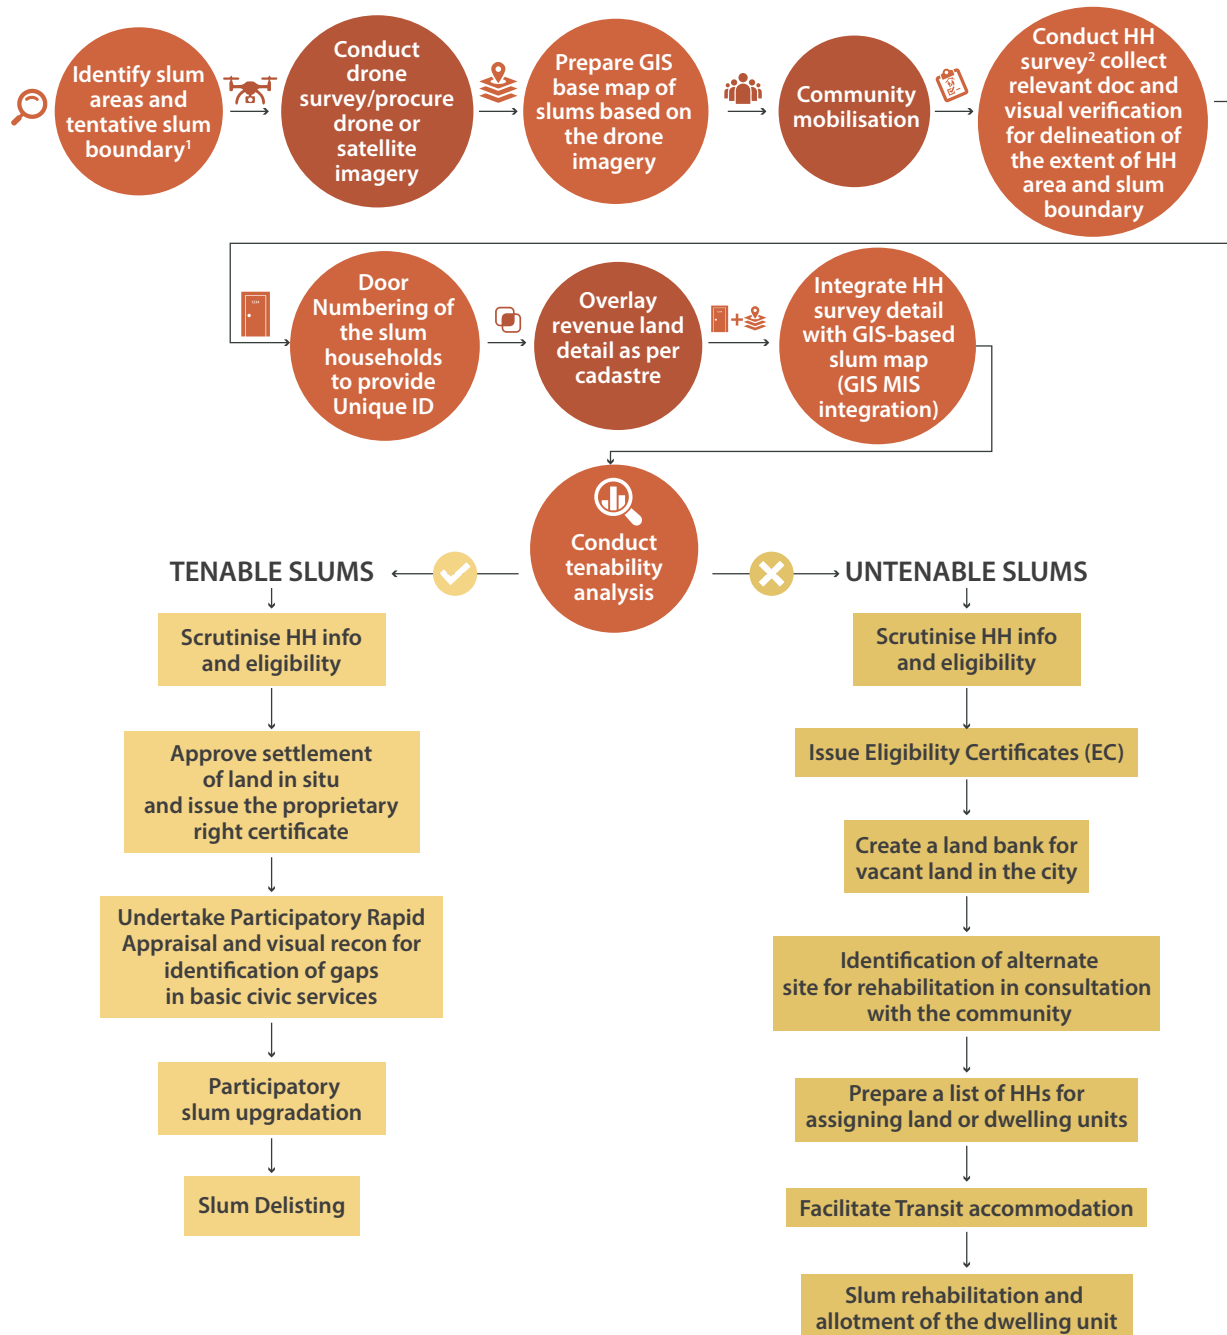 Identify slum
areas and
tentative slum
boundary¹
Conduct
drone
survey/procure
drone or
satellite
imagery
Prepare GIS
base map of
slums based on
the drone
imagery
Community
mobilisation
Conduct HH
survey² collect
relevant doc and
visual verification
for delineation of
the extent of HH
area and slum
boundary
Door
Numbering of
the slum
households
to provide
Unique ID
Overlay
revenue land
detail as per
cadastre
Integrate HH
survey detail
with GIS-based
slum map
(GIS MIS
integration)
Conduct
tenability
analysis
TENABLE SLUMS
Scrutinise HH info
and eligibility
Approve settlement
of land in situ
and issue the proprietary
right certificate
Undertake Participatory Rapid
Appraisal and visual recon for
identification of gaps
in basic civic services
Participatory
slum upgradation
Slum Delisting
UNTENABLE SLUMS
Scrutinise HH info
and eligibility
Issue Eligibility Certificates (EC)
Create a land bank for
vacant land in the city
Identification of alternate
site for rehabilitation in consultation
with the community
Prepare a list of HHs for
assigning land or dwelling units
Facilitate Transit accommodation
Slum rehabilitation and
allotment of the dwelling unit